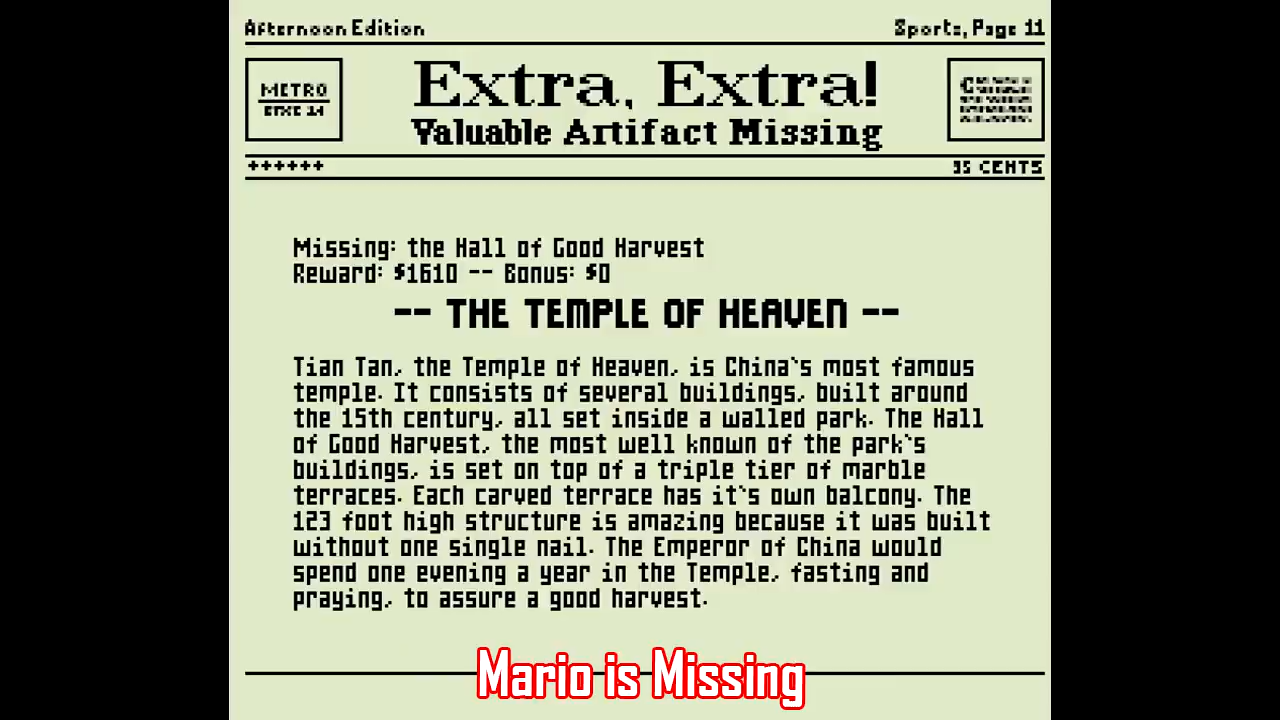 Afternoon Edition
Sports, Page 11
METRO
Extra, Extra!
Valuable Artifact Missing
++++++
95 CENTS
Missing: the Hall of Good Harvest
Reward: $1610 -- Bonus: $0
-- THE TEMPLE OF HEAVEN --
Tian Tan, the Temple of Heaven, is China's most famous
temple. It consists of several buildings, built around
the 15th century, all set inside a walled park. The Hall
of Good Harvest, the most well known of the park's
buildings, is set on top of a triple tier of marble
terraces. Each carved terrace has it's own balcony. The
123 foot high structure is amazing because it was built
without one single nail. The Emperor of China would
spend one evening a year in the Temple, fasting and
praying, to assure a good harvest.
Mario is Missing